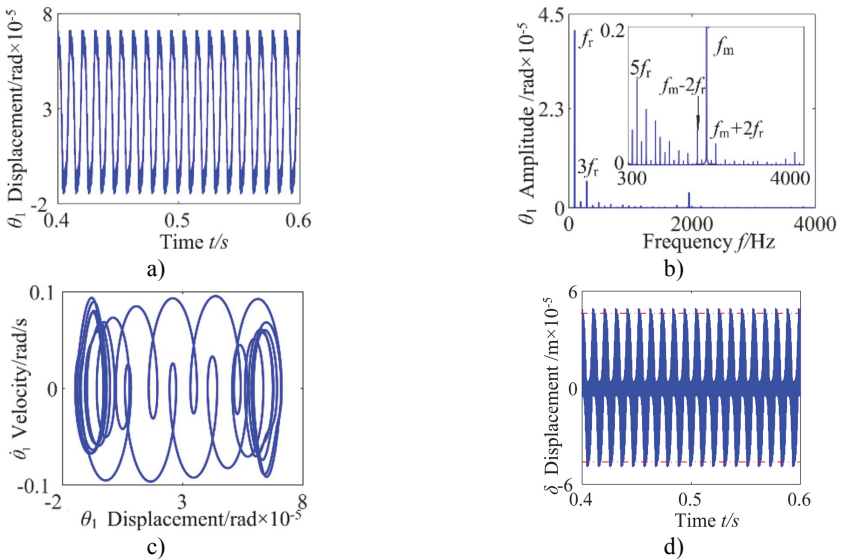 8
3
-2
θ₁ Displacement/rad×10⁻⁵
0.4 0.5 0.6
Time t/s
a)
4.5
2.3
0
θ₁ Amplitude /rad×10⁻⁵
fᵣ
3fᵣ
0.2
0
5fᵣ
fₘ-2fᵣ
fₘ
fₘ+2fᵣ
300 4000
0 2000 4000
Frequency f/Hz
b)
0.1
0
-0.1
θ̇₁ Velocity/rad/s
-2 3 8
θ₁ Displacement/rad×10⁻⁵
c)
6
0
-6
δ Displacement /m×10⁻⁵
0.4 0.5 0.6
Time t/s
d)